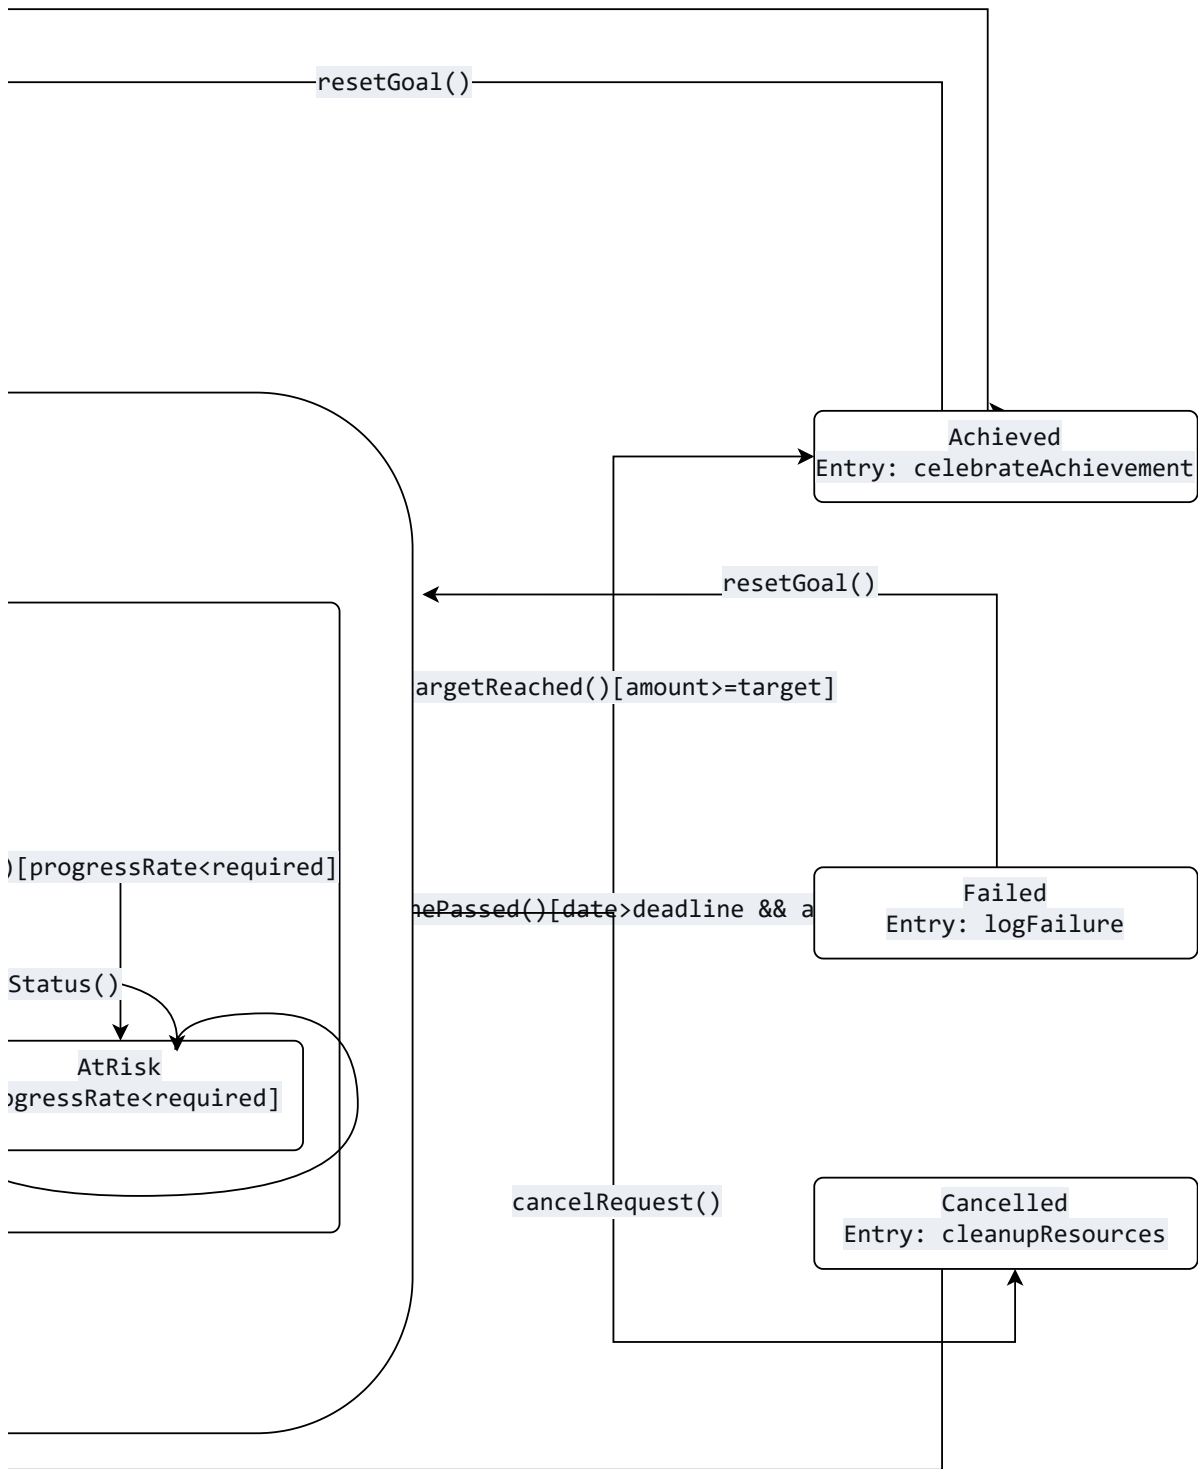 resetGoal()
Achieved
Entry: celebrateAchievement
resetGoal()
argetReached()[amount>=target]
)[progressRate<required]
Failed
Entry: logFailure
nePassed()[date>deadline && a
Status()
AtRisk
ogressRate<required]
cancelRequest()
Cancelled
Entry: cleanupResources